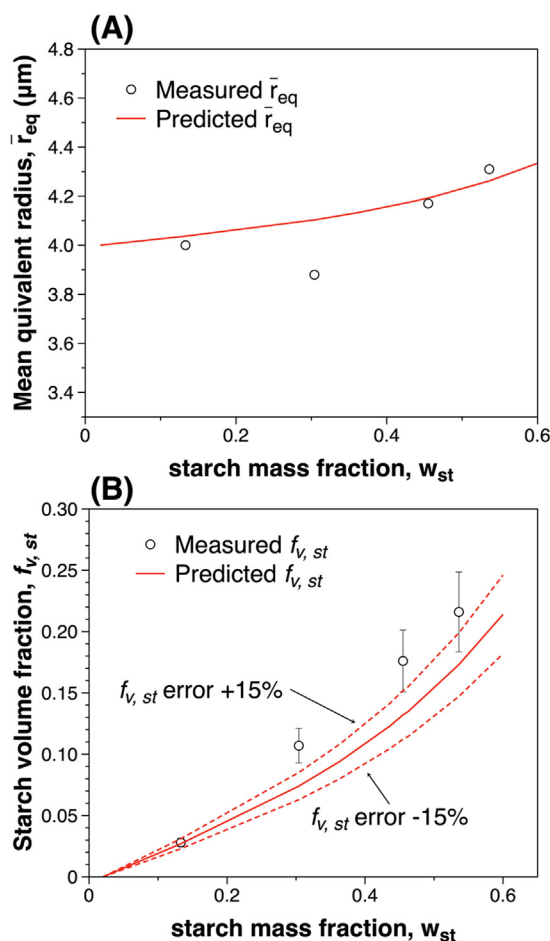 (A)
4.8
4.6
4.4
4.2
4.0
3.8
3.6
3.4
Mean quivalent radius, r̄eq (µm)
Measured r̄eq
Predicted r̄eq
0
0.2
0.4
0.6
starch mass fraction, wst
(B)
0.30
0.25
0.20
0.15
0.10
0.05
0
Starch volume fraction, fv, st
Measured fv, st
Predicted fv, st
fv, st error +15%
fv, st error -15%
0
0.2
0.4
0.6
starch mass fraction, wst